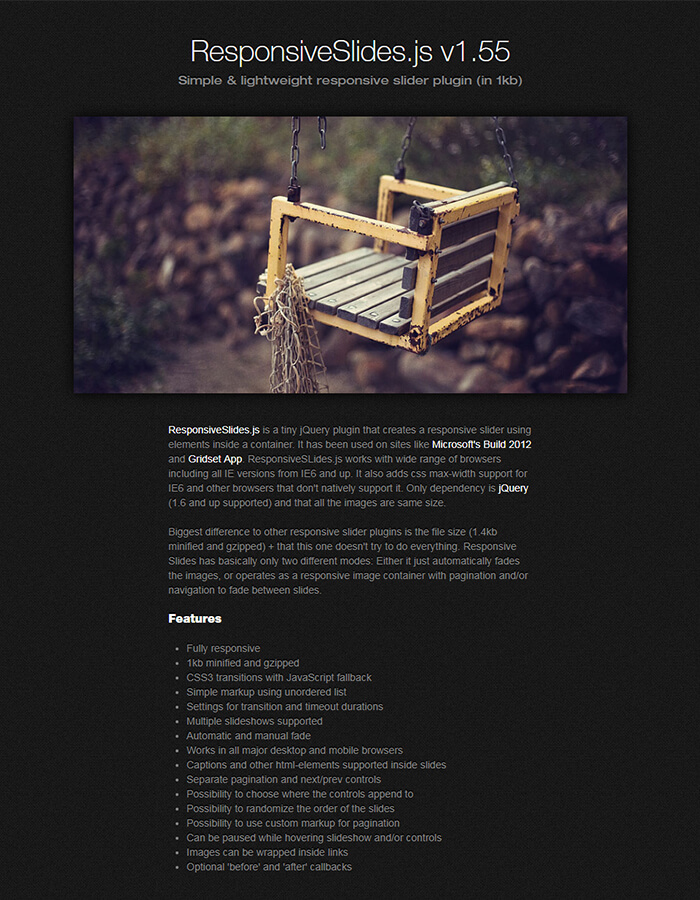 ResponsiveSlides.js v1.55
Simple & lightweight responsive slider plugin (in 1kb)
ResponsiveSlides.js is a tiny jQuery plugin that creates a responsive slider using
elements inside a container. It has been used on sites like Microsoft's Build 2012
and Gridset App. ResponsiveSLides.js works with wide range of browsers
including all IE versions from IE6 and up. It also adds css max-width support for
IE6 and other browsers that don't natively support it. Only dependency is jQuery
(1.6 and up supported) and that all the images are same size.
Biggest difference to other responsive slider plugins is the file size (1.4kb
minified and gzipped) + that this one doesn't try to do everything. Responsive
Slides has basically only two different modes: Either it just automatically fades
the images, or operates as a responsive image container with pagination and/or
navigation to fade between slides.
Features
• Fully responsive
• 1kb minified and gzipped
• CSS3 transitions with JavaScript fallback
• Simple markup using unordered list
• Settings for transition and timeout durations
• Multiple slideshows supported
• Automatic and manual fade
• Works in all major desktop and mobile browsers
• Captions and other html-elements supported inside slides
• Separate pagination and next/prev controls
• Possibility to choose where the controls append to
• Possibility to randomize the order of the slides
• Possibility to use custom markup for pagination
• Can be paused while hovering slideshow and/or controls
• Images can be wrapped inside links
• Optional 'before' and 'after' callbacks